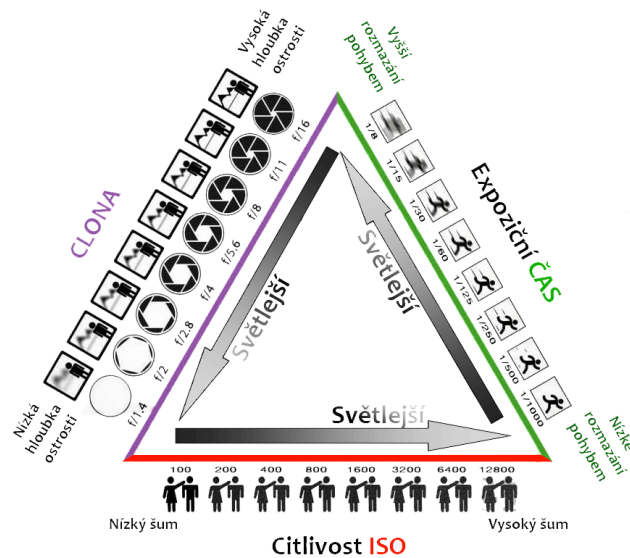 Vysoká
hloubka
ostrosti
CLONA
f/16
f/11
f/8
f/5.6
f/4
f/2.8
f/2
f/1.4
Nízká
hloubka
ostrosti
Vyšší
rozmazání
pohybem
1/8
1/15
1/30
1/60
1/125
1/250
1/500
1/1000
Expoziční ČAS
Nízké
rozmazání
pohybem
Světlejší
Světlejší
Světlejší
100 200 400 800 1600 3200 6400 12800
Nízký šum
Vysoký šum
Citlivost ISO